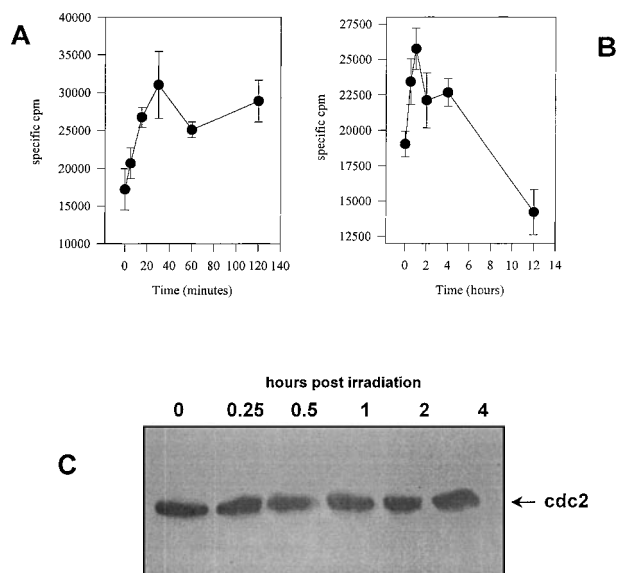 A
specific cpm
40000
35000
30000
25000
20000
15000
10000
0 20 40 60 80 100 120 140
Time (minutes)
B
specific cpm
27500
25000
22500
20000
17500
15000
12500
0 2 4 6 8 10 12 14
Time (hours)
hours post irradiation
0 0.25 0.5 1 2 4
C
cdc2